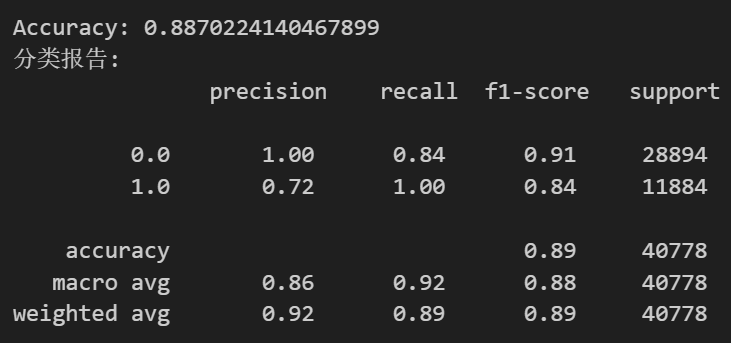 Accuracy: 0.8870224140467899
分类报告:
precision recall f1-score support
0.0 1.00 0.84 0.91 28894
1.0 0.72 1.00 0.84 11884
accuracy 0.89 40778
macro avg 0.86 0.92 0.88 40778
weighted avg 0.92 0.89 0.89 40778